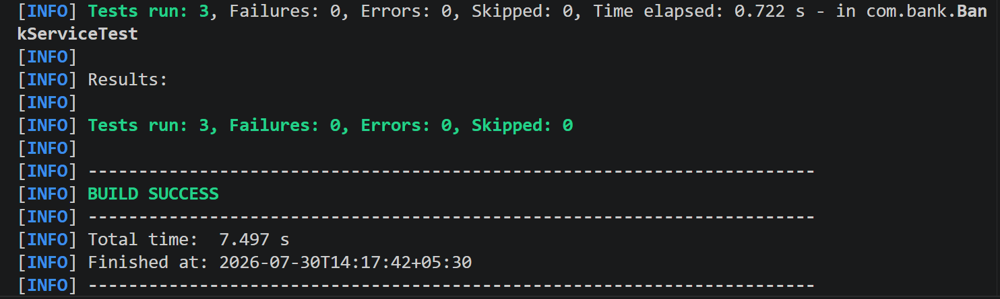 [INFO] Tests run: 3, Failures: 0, Errors: 0, Skipped: 0, Time elapsed: 0.722 s - in com.bank.Ban
kServiceTest
[INFO]
[INFO] Results:
[INFO]
[INFO] Tests run: 3, Failures: 0, Errors: 0, Skipped: 0
[INFO]
[INFO] ------------------------------------------------------------------------
[INFO] BUILD SUCCESS
[INFO] ------------------------------------------------------------------------
[INFO] Total time:  7.497 s
[INFO] Finished at: 2026-07-30T14:17:42+05:30
[INFO] ------------------------------------------------------------------------